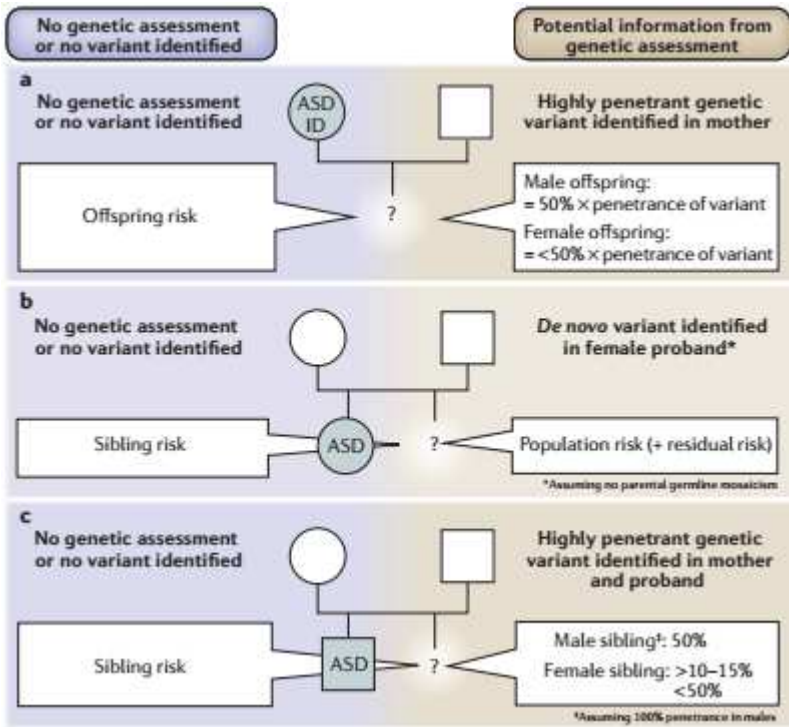 No genetic assessment
or no variant identified
Potential information from
genetic assessment
a
No genetic assessment
or no variant identified
ASD
ID
Highly penetrant genetic
variant identified in mother
Offspring risk
?
Male offspring:
= 50% × penetrance of variant
Female offspring:
= <50% × penetrance of variant
b
No genetic assessment
or no variant identified
De novo variant identified
in female proband*
Sibling risk
ASD
?
Population risk (+ residual risk)
*Assuming no parental germline mosaicism
c
No genetic assessment
or no variant identified
Highly penetrant genetic
variant identified in mother
and proband
Sibling risk
ASD
?
Male sibling‡: 50%
Female sibling: >10–15%
<50%
‡Assuming 100% penetrance in males